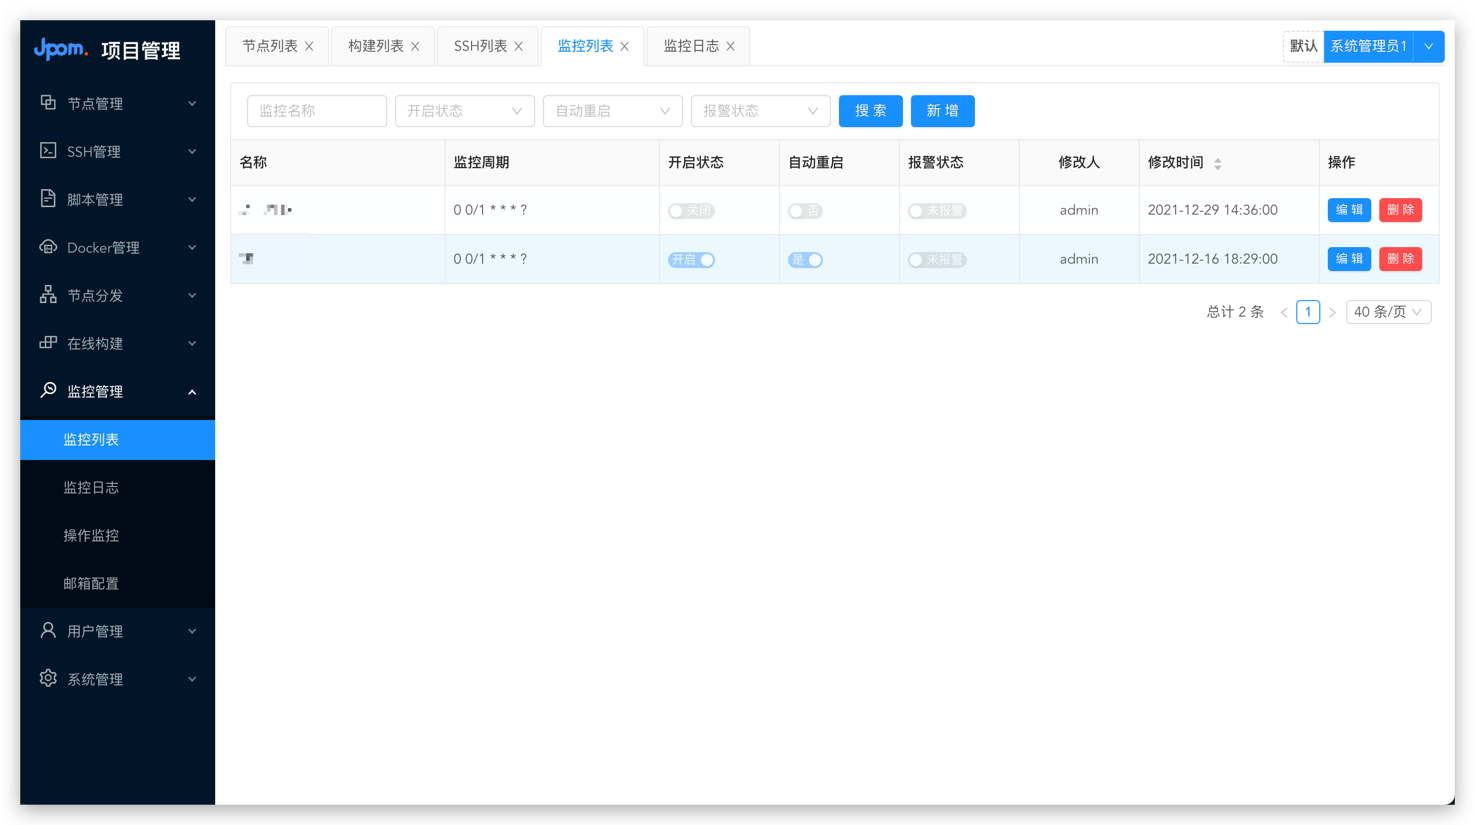 Jpom. 项目管理
节点列表 构建列表 SSH列表 监控列表 监控日志 默认 系统管理员1
节点管理
SSH管理
脚本管理
Docker管理
节点分发
在线构建
监控管理
监控列表
监控日志
操作监控
邮箱配置
用户管理
系统管理
监控名称 开启状态 自动重启 报警状态 搜 索 新 增
名称 监控周期 开启状态 自动重启 报警状态 修改人 修改时间 操作
0 0/1 * * * ? 关闭 否 未报警 admin 2021-12-29 14:36:00 编 辑 删 除
0 0/1 * * * ? 开启 是 未报警 admin 2021-12-16 18:29:00 编 辑 删 除
总计 2 条 1 40 条/页